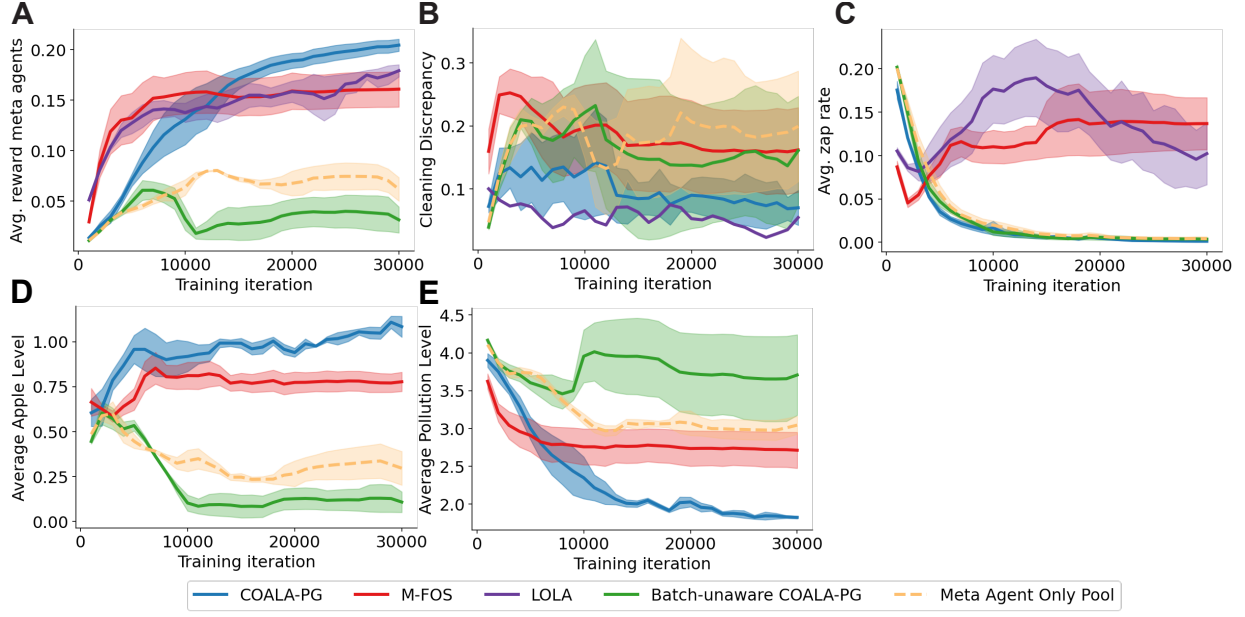 A
Avg. reward meta agents
0.20
0.15
0.10
0.05
0 10000 20000 30000
Training iteration
B
Cleaning Discrepancy
0.3
0.2
0.1
0 10000 20000 30000
Training iteration
C
Avg. zap rate
0.20
0.15
0.10
0.05
0.00
0 10000 20000 30000
Training iteration
D
Average Apple Level
1.00
0.75
0.50
0.25
0.00
0 10000 20000 30000
Training iteration
E
Average Pollution Level
4.5
4.0
3.5
3.0
2.5
2.0
0 10000 20000 30000
Training iteration
COALA-PG M-FOS LOLA Batch-unaware COALA-PG Meta Agent Only Pool